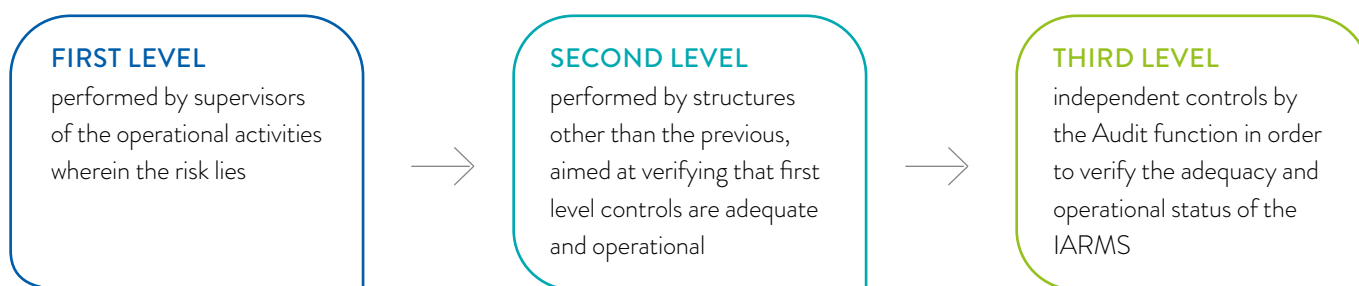 FIRST LEVEL
performed by supervisors
of the operational activities
wherein the risk lies
SECOND LEVEL
performed by structures
other than the previous,
aimed at verifying that first
level controls are adequate
and operational
THIRD LEVEL
independent controls by
the Audit function in order
to verify the adequacy and
operational status of the
IARMS